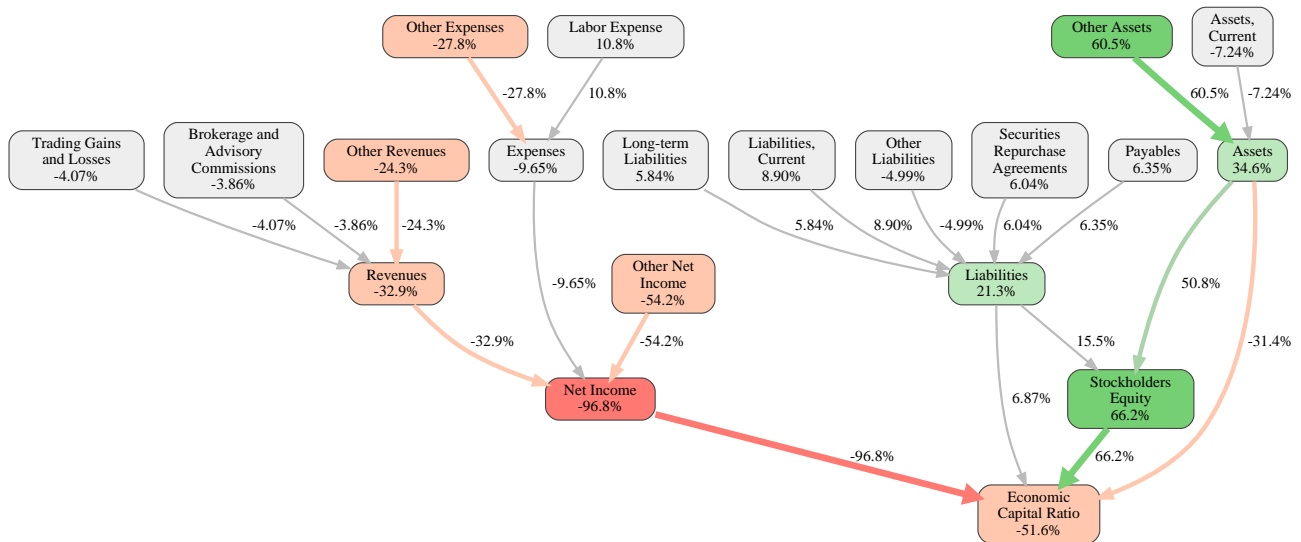 Other Expenses
-27.8%
Labor Expense
10.8%
Other Assets
60.5%
Assets,
Current
-7.24%
-27.8%
10.8%
60.5%
-7.24%
Trading Gains
and Losses
-4.07%
Brokerage and
Advisory
Commissions
-3.86%
Other Revenues
-24.3%
Expenses
-9.65%
Long-term
Liabilities
5.84%
Liabilities,
Current
8.90%
Other
Liabilities
-4.99%
Securities
Repurchase
Agreements
6.04%
Payables
6.35%
Assets
34.6%
-4.07%
-3.86%
-24.3%
5.84%
8.90%
-4.99%
6.04%
6.35%
Revenues
-32.9%
-9.65%
Other Net
Income
-54.2%
Liabilities
21.3%
50.8%
-32.9%
-54.2%
15.5%
-31.4%
Net Income
-96.8%
6.87%
Stockholders
Equity
66.2%
-96.8%
66.2%
Economic
Capital Ratio
-51.6%